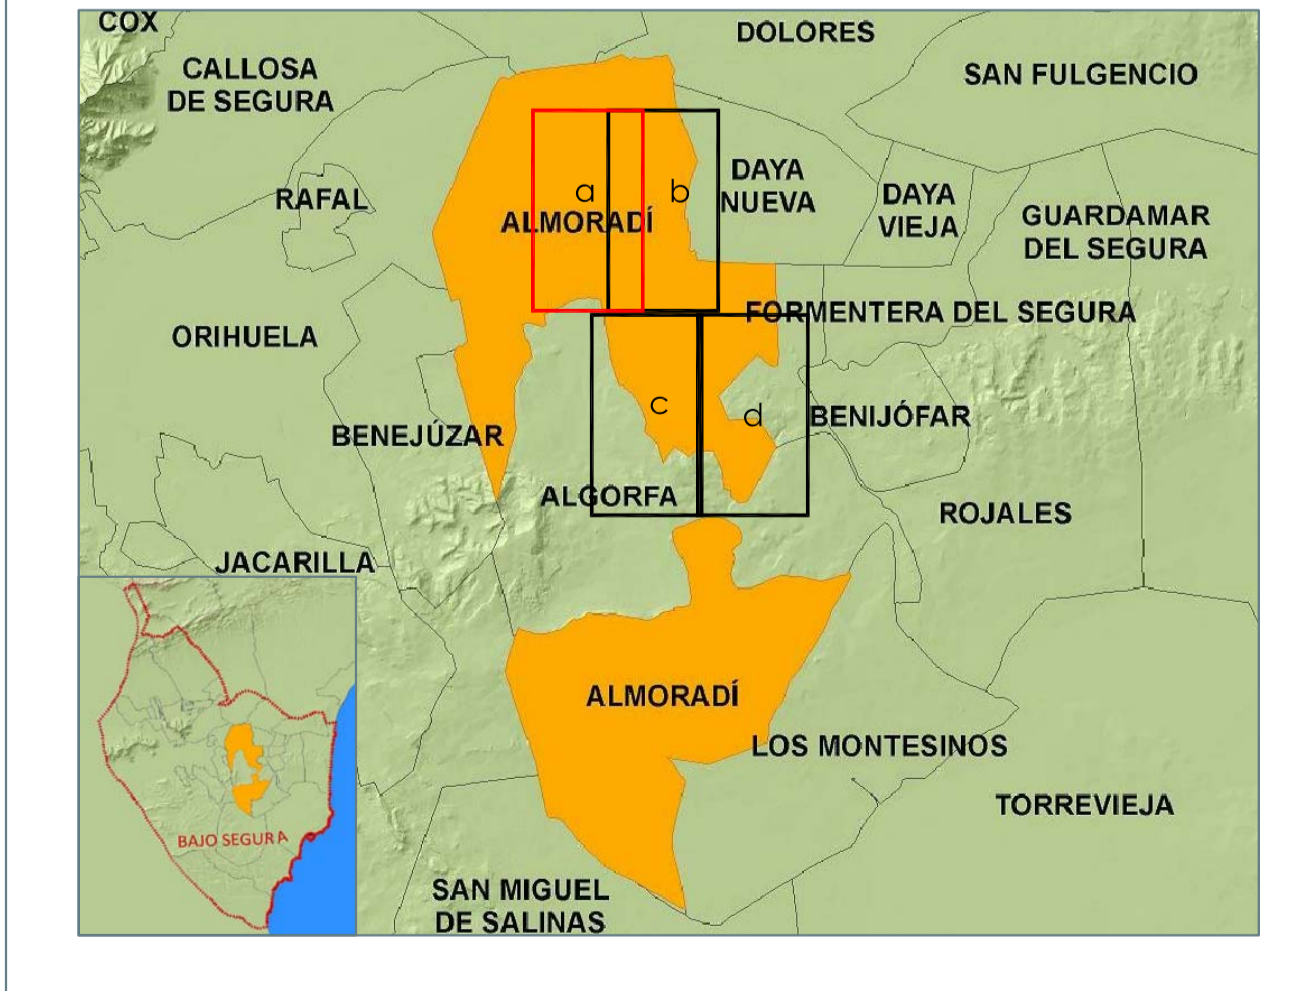 COX
DOLORES
CALLOSA
DE SEGURA
SAN FULGENCIO
DAYA
NUEVA
RAFAL
a
b
DAYA
VIEJA
ALMORADÍ
GUARDAMAR
DEL SEGURA
FORMENTERA DEL SEGURA
ORIHUELA
c
d
BENIJÓFAR
BENEJÚZAR
ALGORFA
ROJALES
JACARILLA
ALMORADÍ
LOS MONTESINOS
TORREVIEJA
BAJO SEGURA
SAN MIGUEL
DE SALINAS